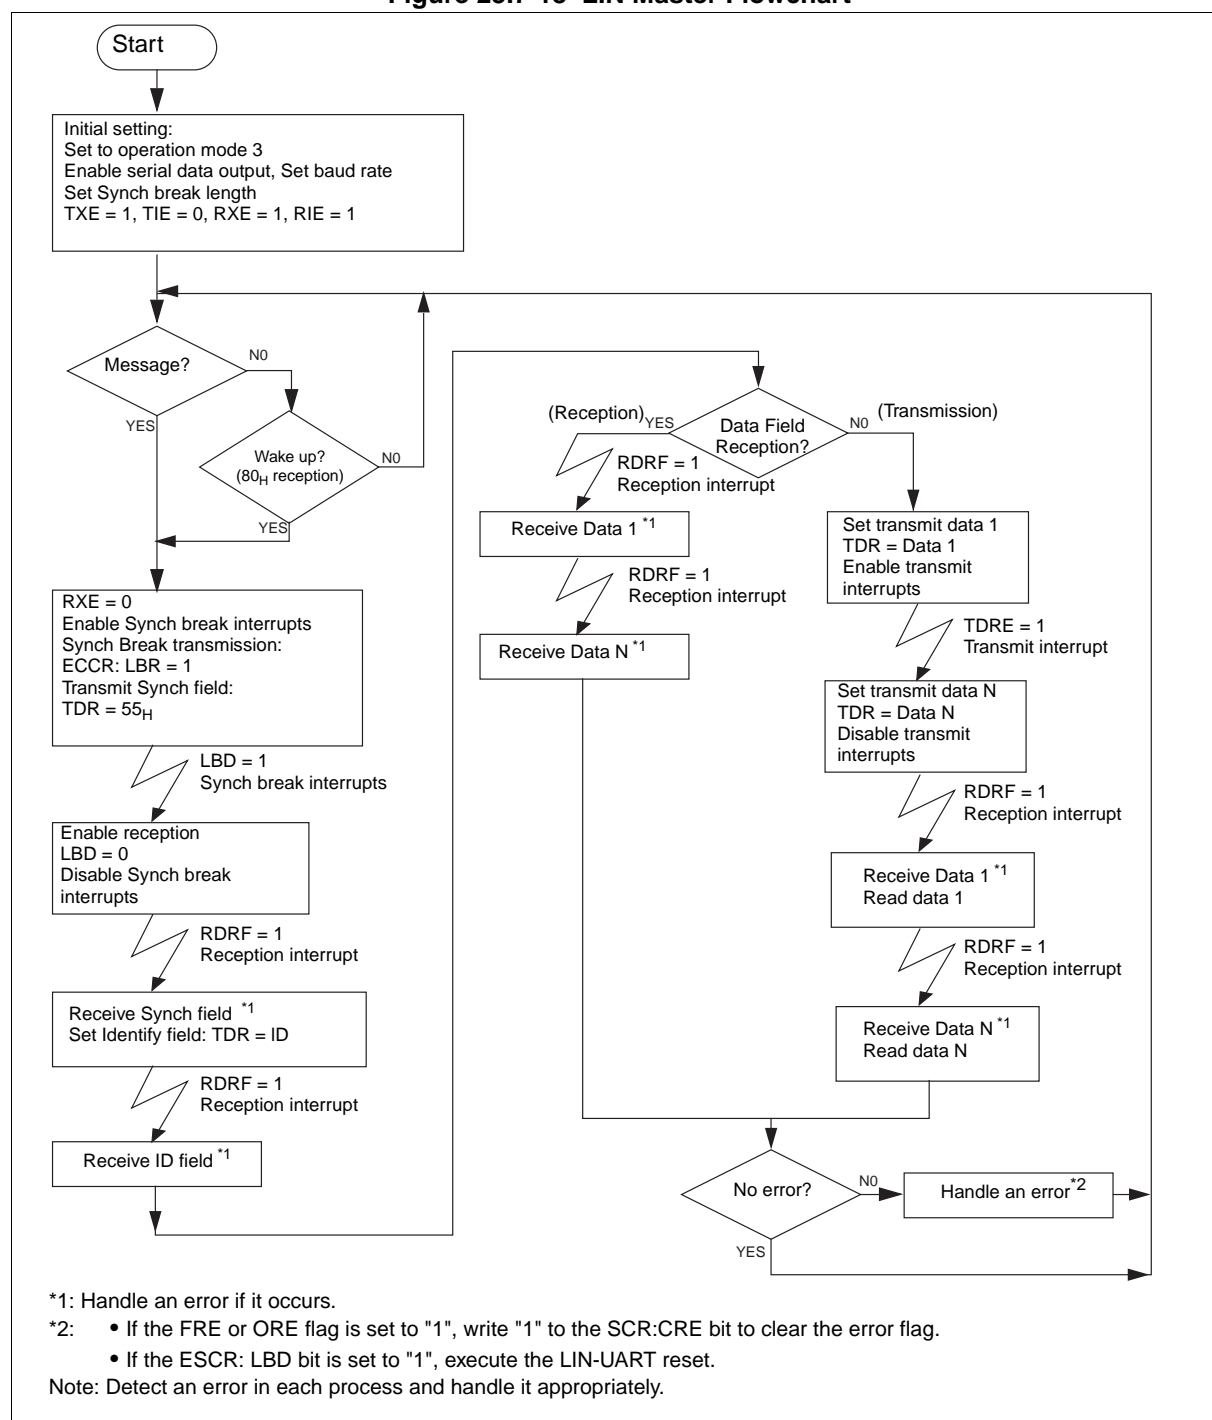 Start
Initial setting:
Set to operation mode 3
Enable serial data output, Set baud rate
Set Synch break length
TXE = 1, TIE = 0, RXE = 1, RIE = 1
Message?
N0
YES
Wake up?
(80H reception)
N0
YES
RXE = 0
Enable Synch break interrupts
Synch Break transmission:
ECCR: LBR = 1
Transmit Synch field:
TDR = 55H
LBD = 1
Synch break interrupts
Enable reception
LBD = 0
Disable Synch break
interrupts
RDRF = 1
Reception interrupt
Receive Synch field *1
Set Identify field: TDR = lD
RDRF = 1
Reception interrupt
Receive ID field *1
Data Field
Reception?
(Reception)
YES
N0
(Transmission)
RDRF = 1
Reception interrupt
Receive Data 1 *1
RDRF = 1
Reception interrupt
Receive Data N *1
Set transmit data 1
TDR = Data 1
Enable transmit
interrupts
TDRE = 1
Transmit interrupt
Set transmit data N
TDR = Data N
Disable transmit
interrupts
RDRF = 1
Reception interrupt
Receive Data 1 *1
Read data 1
RDRF = 1
Reception interrupt
Receive Data N *1
Read data N
No error?
N0
YES
Handle an error*2
*1: Handle an error if it occurs.
*2: • If the FRE or ORE flag is set to "1", write "1" to the SCR:CRE bit to clear the error flag.
• If the ESCR: LBD bit is set to "1", execute the LIN-UART reset.
Note: Detect an error in each process and handle it appropriately.